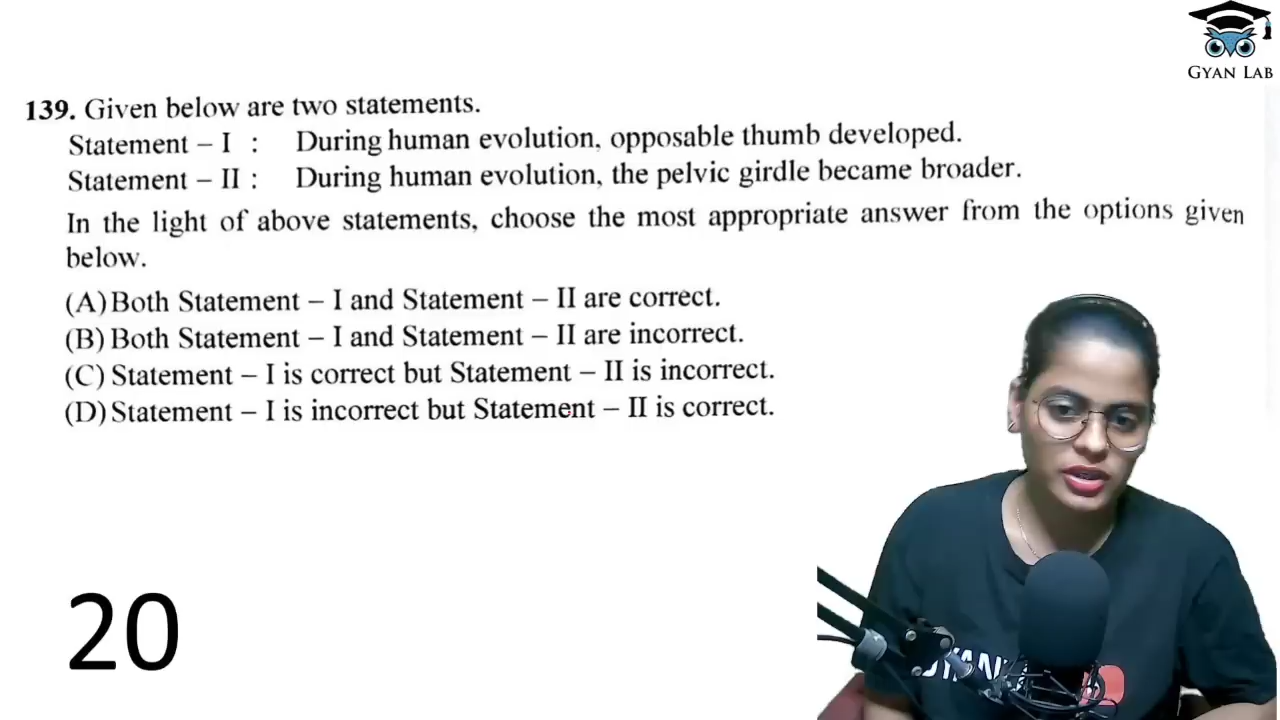 GYAN LAB
139. Given below are two statements.
Statement – I : During human evolution, opposable thumb developed.
Statement – II : During human evolution, the pelvic girdle became broader.
In the light of above statements, choose the most appropriate answer from the options given
below.
(A) Both Statement – I and Statement – II are correct.
(B) Both Statement – I and Statement – II are incorrect.
(C) Statement – I is correct but Statement – II is incorrect.
(D) Statement – I is incorrect but Statement – II is correct.
20